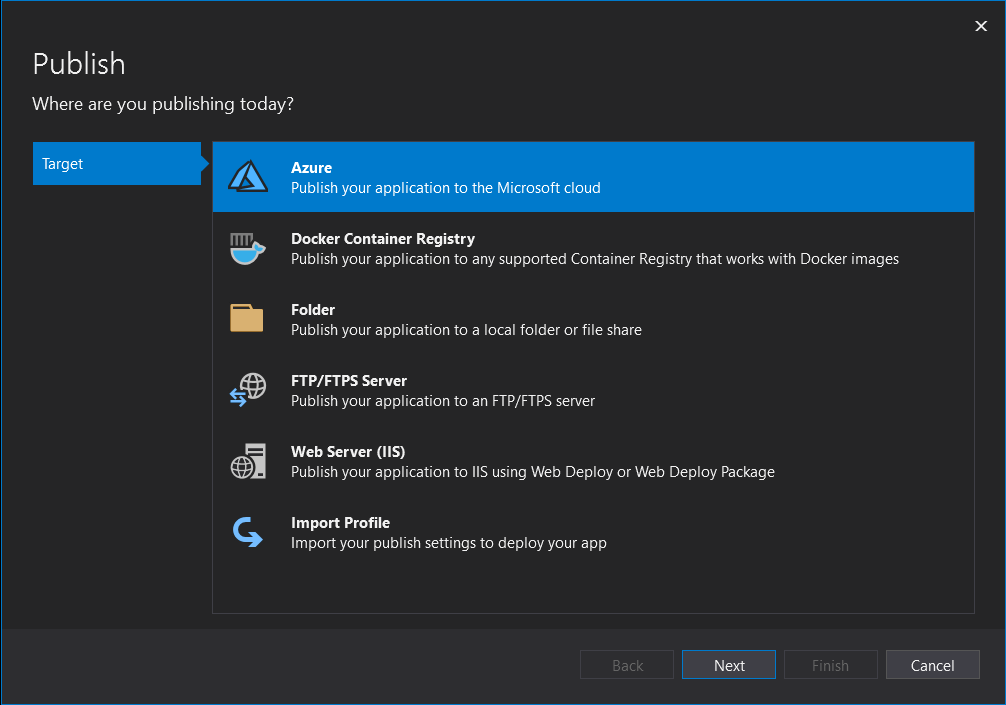 Publish
Where are you publishing today?
Target
Azure
Publish your application to the Microsoft cloud
Docker Container Registry
Publish your application to any supported Container Registry that works with Docker images
Folder
Publish your application to a local folder or file share
FTP/FTPS Server
Publish your application to an FTP/FTPS server
Web Server (IIS)
Publish your application to IIS using Web Deploy or Web Deploy Package
Import Profile
Import your publish settings to deploy your app
Back
Next
Finish
Cancel